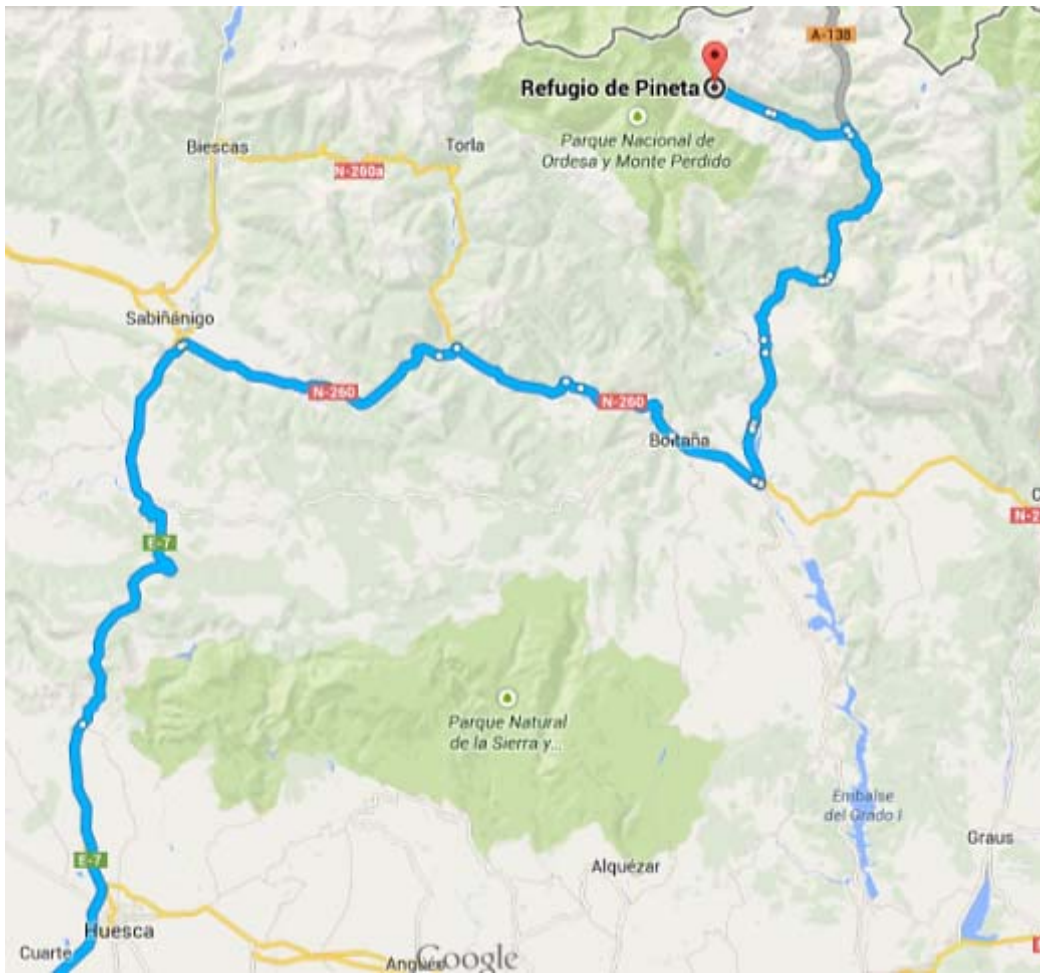 A-138
Refugio de Pineta
Parque Nacional de
Ordesa y Monte Perdido
Biescas
Torla
N-260a
Sabiñánigo
N-260
N-260
Boltaña
E-7
Parque Natural
de la Sierra y...
Embalse
del Grado I
Graus
Alquézar
E-7
Huesca
Cuarte
Angüés
Google